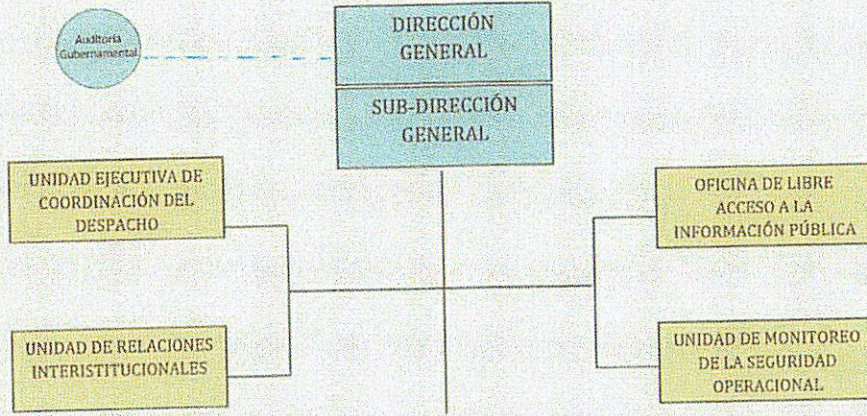 Auditoria
Gubernamental
DIRECCIÓN
GENERAL
SUB-DIRECCIÓN
GENERAL
UNIDAD EJECUTIVA DE
COORDINACIÓN DEL
DESPACHO
OFICINA DE LIBRE
ACCESO A LA
INFORMACIÓN PÚBLICA
UNIDAD DE RELACIONES
INTERISTITUCIONALES
UNIDAD DE MONITOREO
DE LA SEGURIDAD
OPERACIONAL